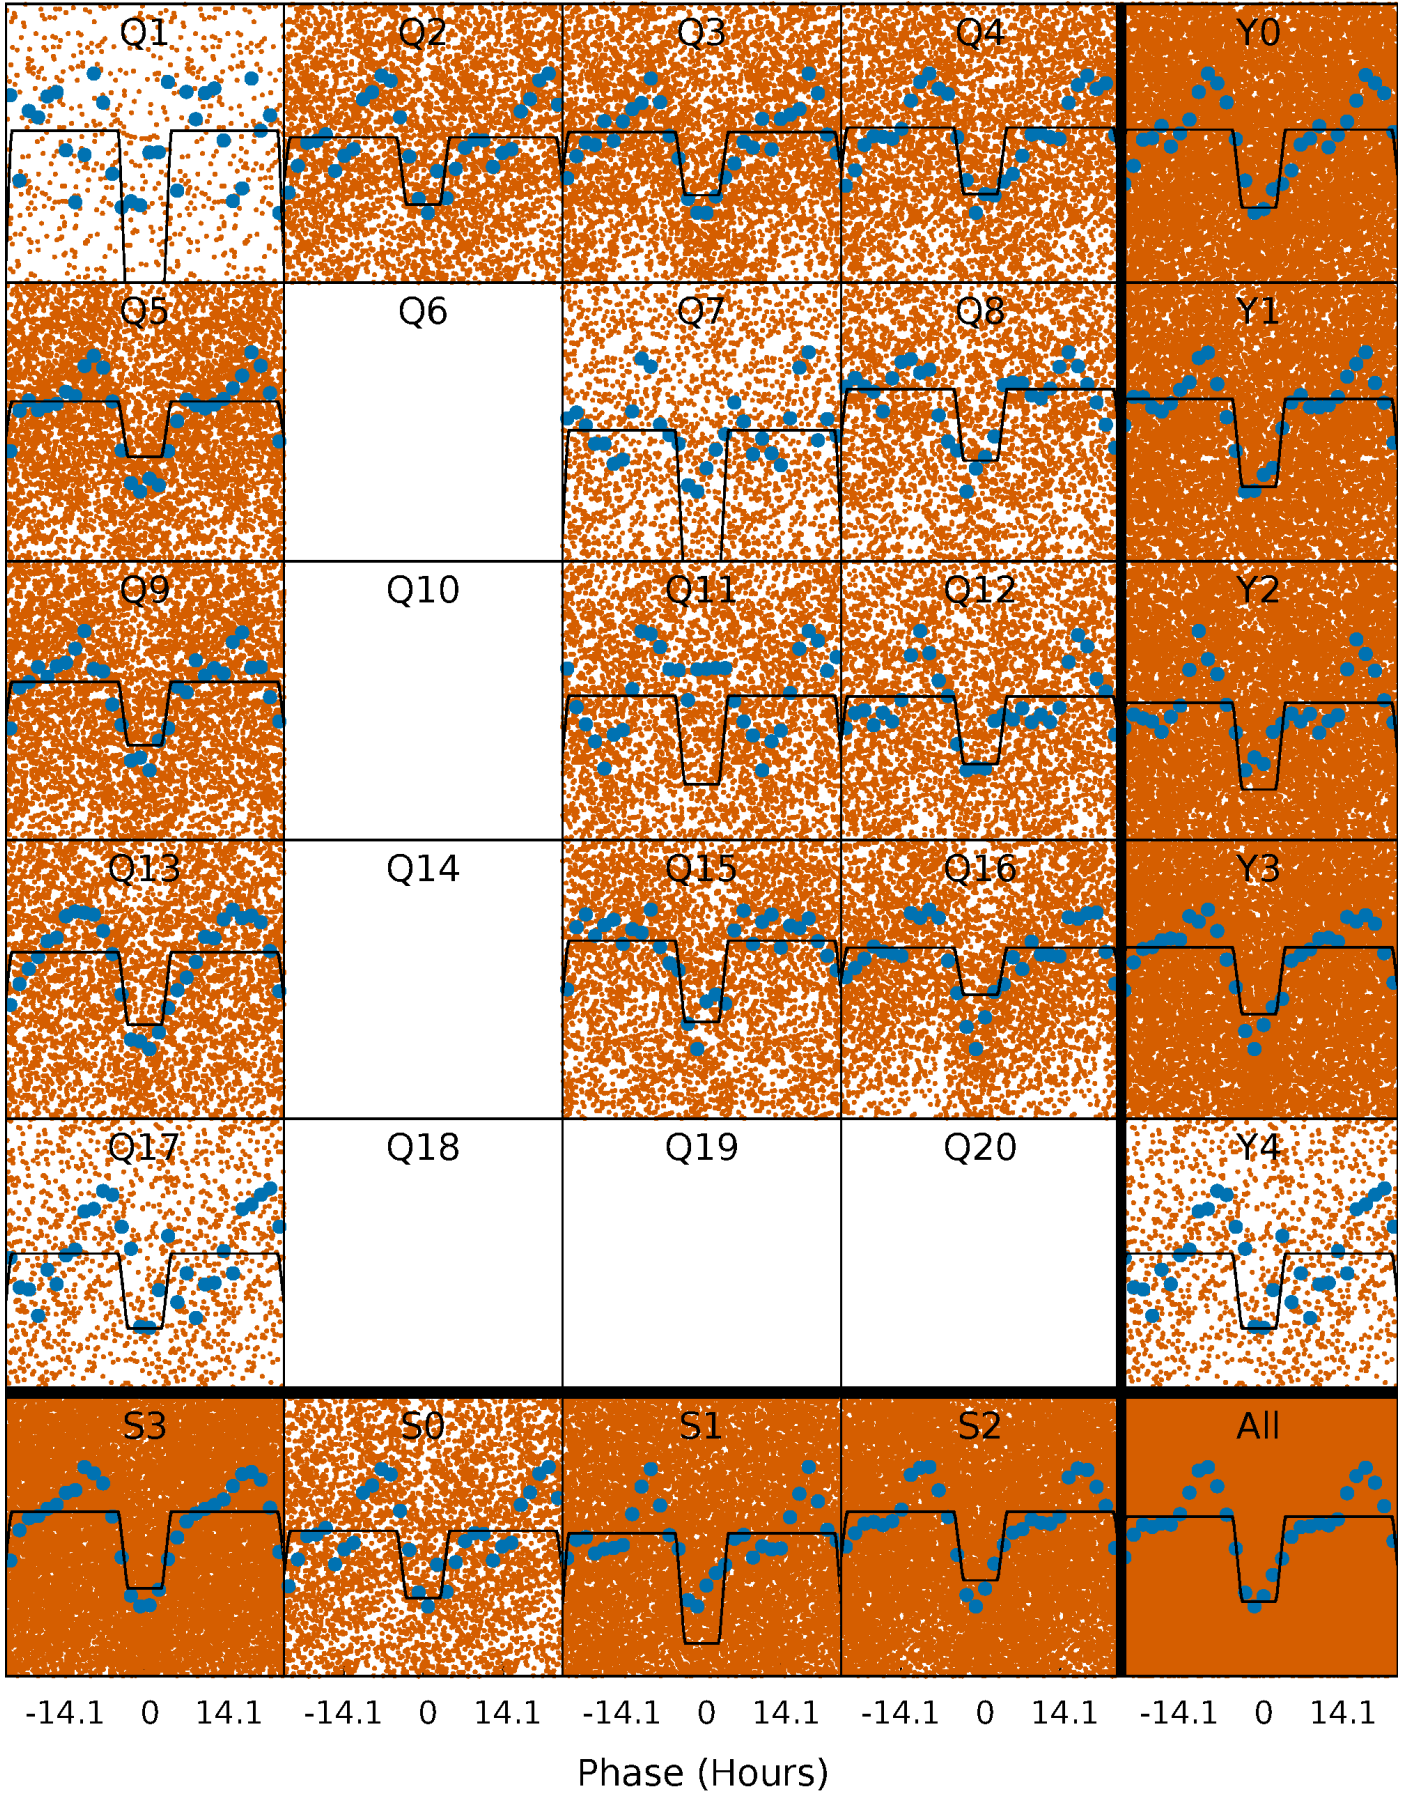 Q1 Q2 Q3 Q4 Y0
Q5 Q6 Q7 Q8 Y1
Q9 Q10 Q11 Q12 Y2
Q13 Q14 Q15 Q16 Y3
Q17 Q18 Q19 Q20 Y4
S3 S0 S1 S2 All
-14.1 0 14.1 -14.1 0 14.1 -14.1 0 14.1 -14.1 0 14.1 -14.1 0 14.1
Phase (Hours)